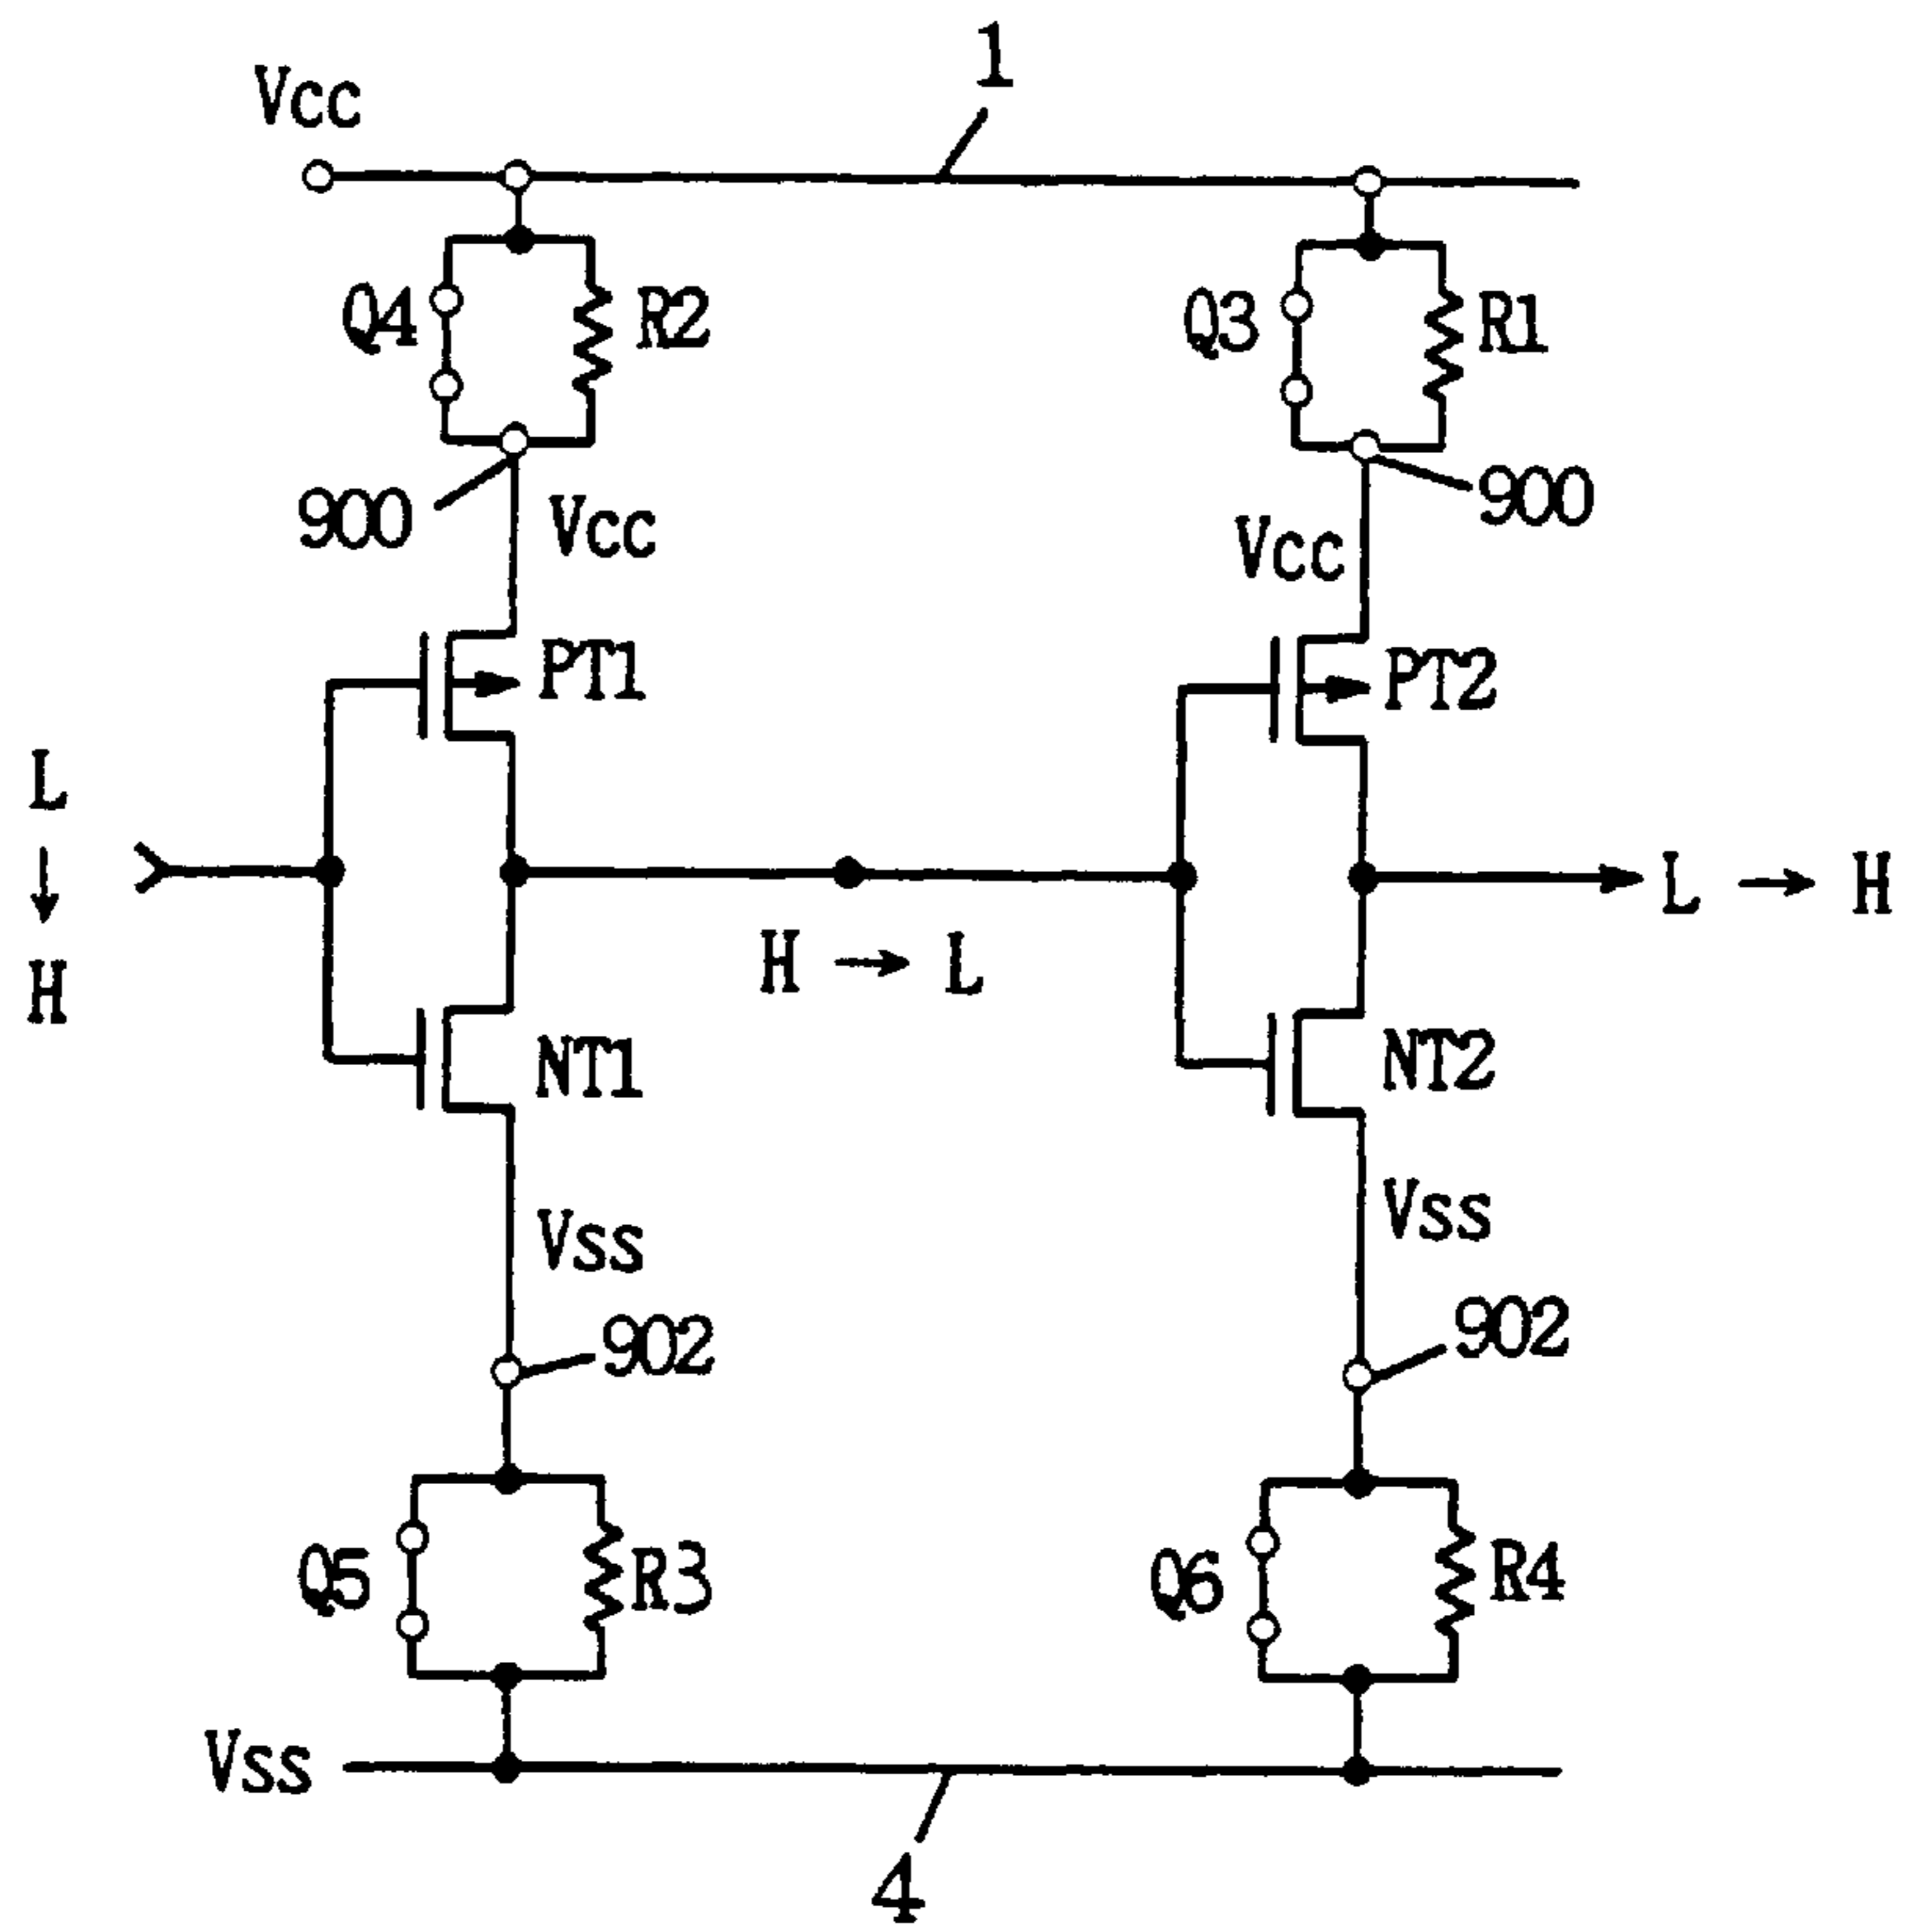 1
Vcc
Q4
R2
Q3
R1
900
Vcc
Vcc
900
PT1
PT2
L
↓
H
H → L
L → H
NT1
NT2
Vss
Vss
902
902
Q5
R3
Q6
R4
Vss
4